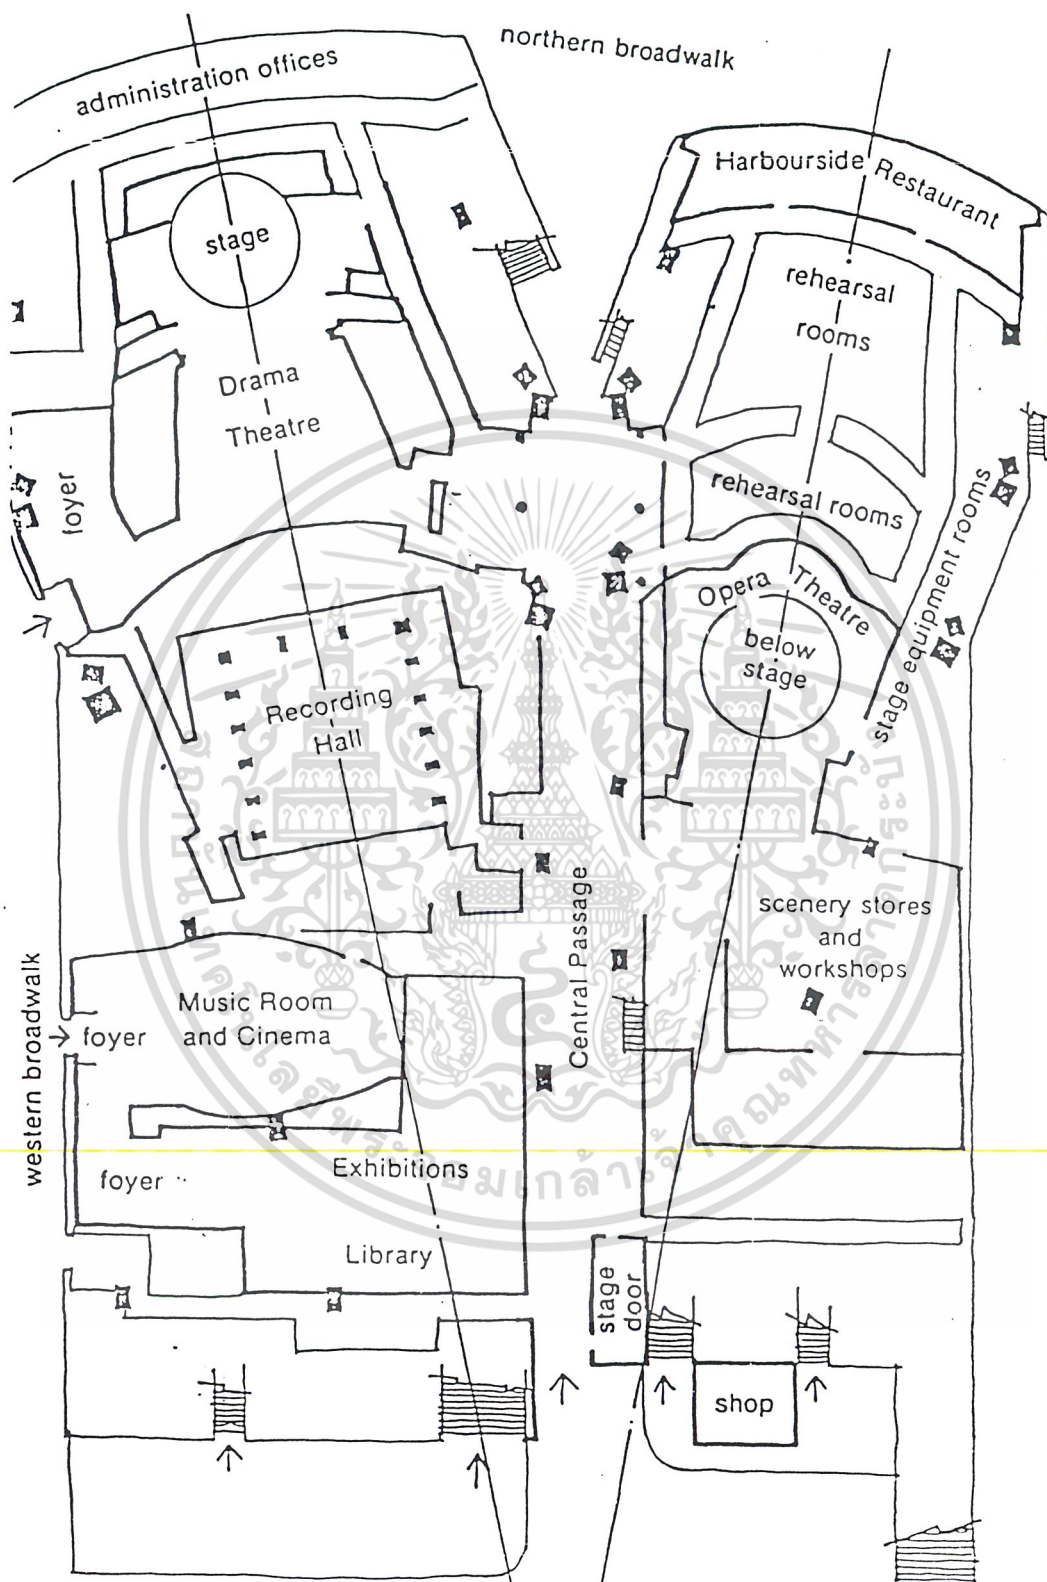 northern broadwalk
administration offices
Harbourside Restaurant
stage
rehearsal
rooms
Drama
Theatre
foyer
rehearsal rooms
stage equipment rooms
Opera Theatre
below
stage
Recording
Hall
Central Passage
scenery stores
and
workshops
western broadwalk
Music Room
and Cinema
foyer
Exhibitions
foyer
Library
stage
door
shop